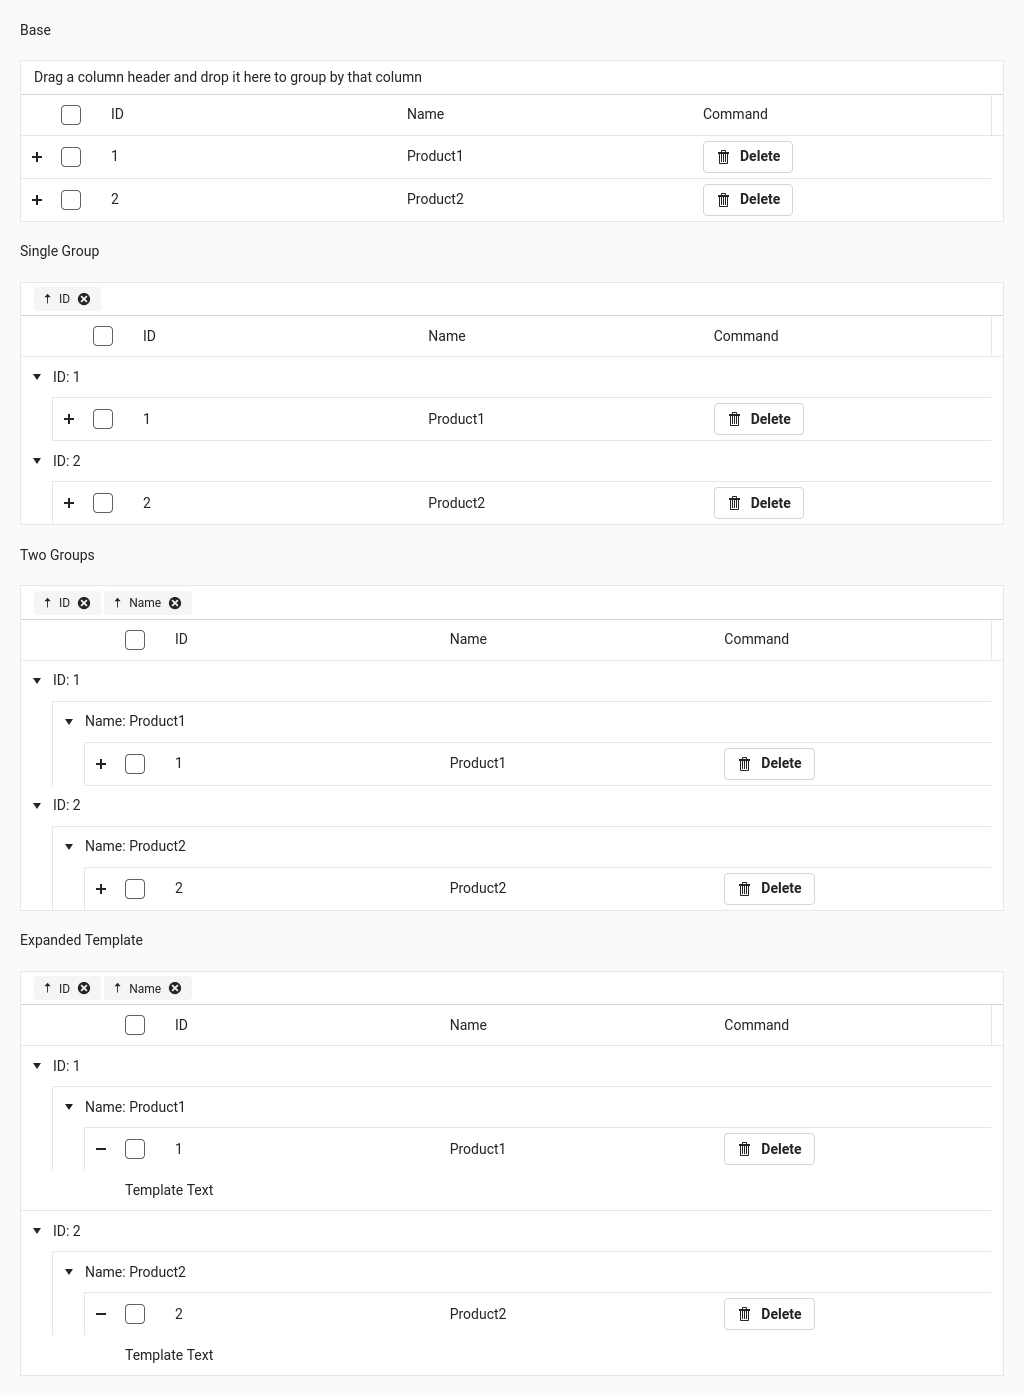 Base
Drag a column header and drop it here to group by that column
ID Name Command
1 Product1 Delete
2 Product2 Delete
Single Group
ID
ID Name Command
ID: 1
1 Product1 Delete
ID: 2
2 Product2 Delete
Two Groups
ID Name
ID Name Command
ID: 1
Name: Product1
1 Product1 Delete
ID: 2
Name: Product2
2 Product2 Delete
Expanded Template
ID Name
ID Name Command
ID: 1
Name: Product1
1 Product1 Delete
Template Text
ID: 2
Name: Product2
2 Product2 Delete
Template Text